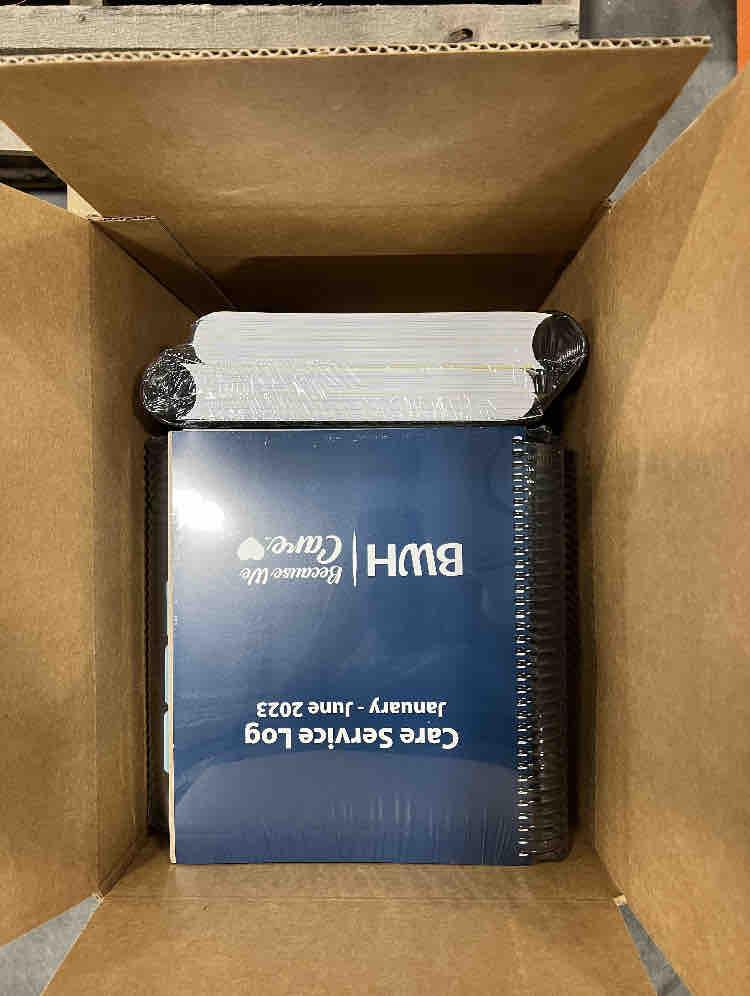 Care Service Log
January - June 2023
BWH | Because We
Care.